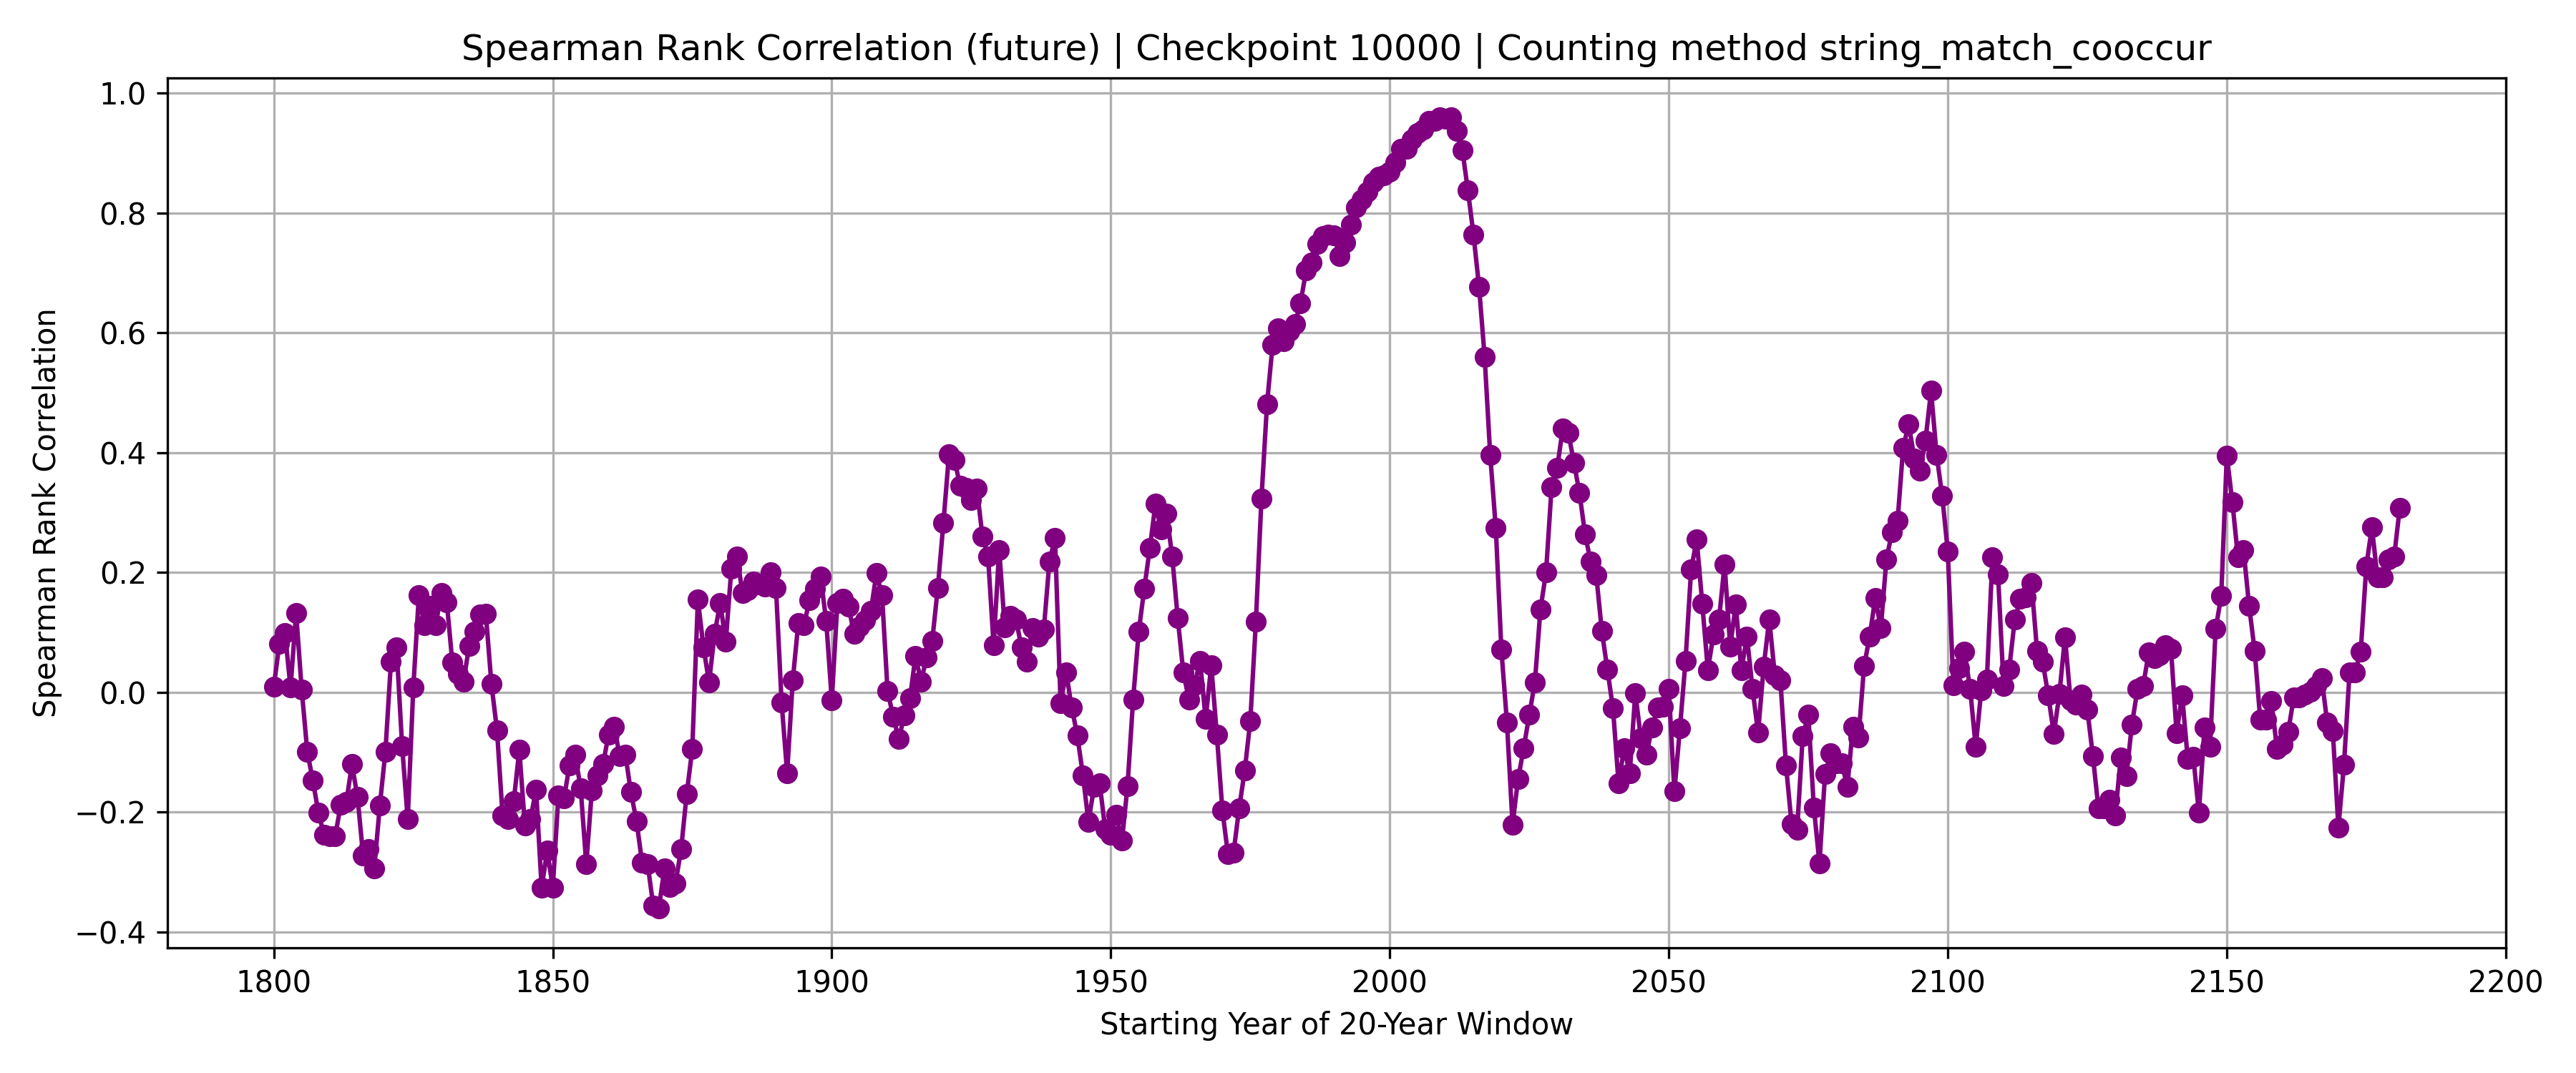 Spearman Rank Correlation (future) | Checkpoint 10000 | Counting method string_match_cooccur
Spearman Rank Correlation
1.0
0.8
0.6
0.4
0.2
0.0
−0.2
−0.4
1800 1850 1900 1950 2000 2050 2100 2150 2200
Starting Year of 20-Year Window